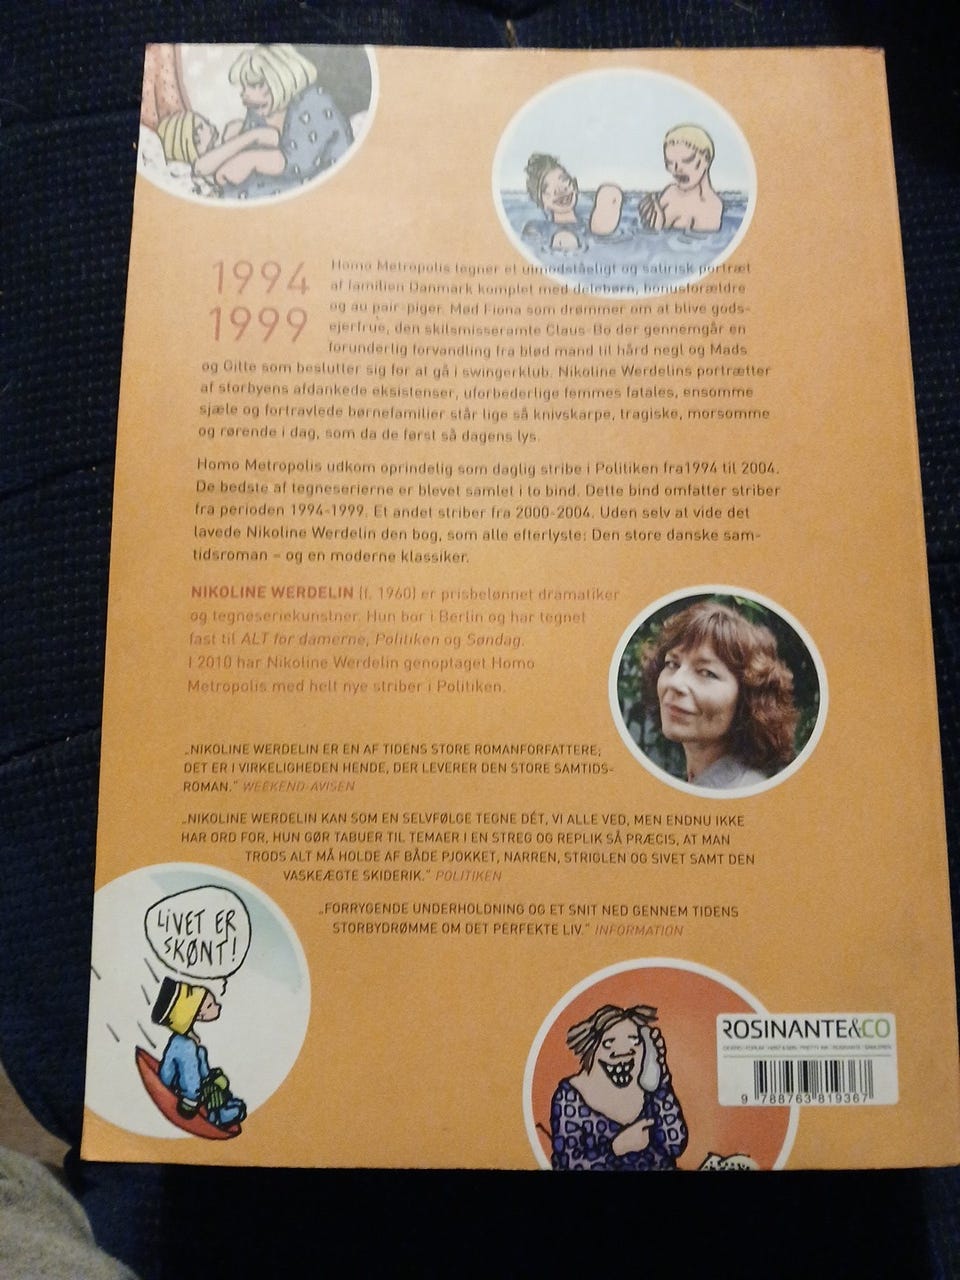 1994
1999
Homo Metropolis tegner et uimodståeligt og satirisk portræt
af familien Danmark komplet med delebørn, bonusforældre
og au pair-piger. Mød Fiona som drømmer om at blive gods-
ejerfrue, den skilsmisseramte Claus-Bo der gennemgår en
forunderlig forvandling fra blød mand til hård negl og Mads
og Gitte som beslutter sig for at gå i swingerklub. Nikoline Werdelins portrætter
af storbyens afdankede eksistenser, uforbederlige femmes fatales, ensomme
sjæle og fortravlede børnefamilier står lige så knivskarpe, tragiske, morsomme
og rørende i dag, som da de først så dagens lys.
Homo Metropolis udkom oprindelig som daglig stribe i Politiken fra1994 til 2004.
De bedste af tegneserierne er blevet samlet i to bind. Dette bind omfatter striber
fra perioden 1994-1999. Et andet striber fra 2000-2004. Uden selv at vide det
lavede Nikoline Werdelin den bog, som alle efterlyste: Den store danske sam-
tidsroman – og en moderne klassiker.
NIKOLINE WERDELIN (f. 1960) er prisbelønnet dramatiker
og tegneseriekunstner. Hun bor i Berlin og har tegnet
fast til ALT for damerne, Politiken og Søndag.
I 2010 har Nikoline Werdelin genoptaget Homo
Metropolis med helt nye striber i Politiken.
„NIKOLINE WERDELIN ER EN AF TIDENS STORE ROMANFORFATTERE;
DET ER I VIRKELIGHEDEN HENDE, DER LEVERER DEN STORE SAMTIDS-
ROMAN.” WEEKEND-AVISEN
„NIKOLINE WERDELIN KAN SOM EN SELVFØLGE TEGNE DÉT, VI ALLE VED, MEN ENDNU IKKE
HAR ORD FOR, HUN GØR TABUER TIL TEMAER I EN STREG OG REPLIK SÅ PRÆCIS, AT MAN
TRODS ALT MÅ HOLDE AF BÅDE PJOKKET, NARREN, STRIGLEN OG SIVET SAMT DEN
VASKEÆGTE SKIDERIK.” POLITIKEN
„FORRYGENDE UNDERHOLDNING OG ET SNIT NED GENNEM TIDENS
STORBYDRØMME OM DET PERFEKTE LIV.” INFORMATION
LIVET ER
SKØNT!
ROSINANTE&CO
9 788763 819367